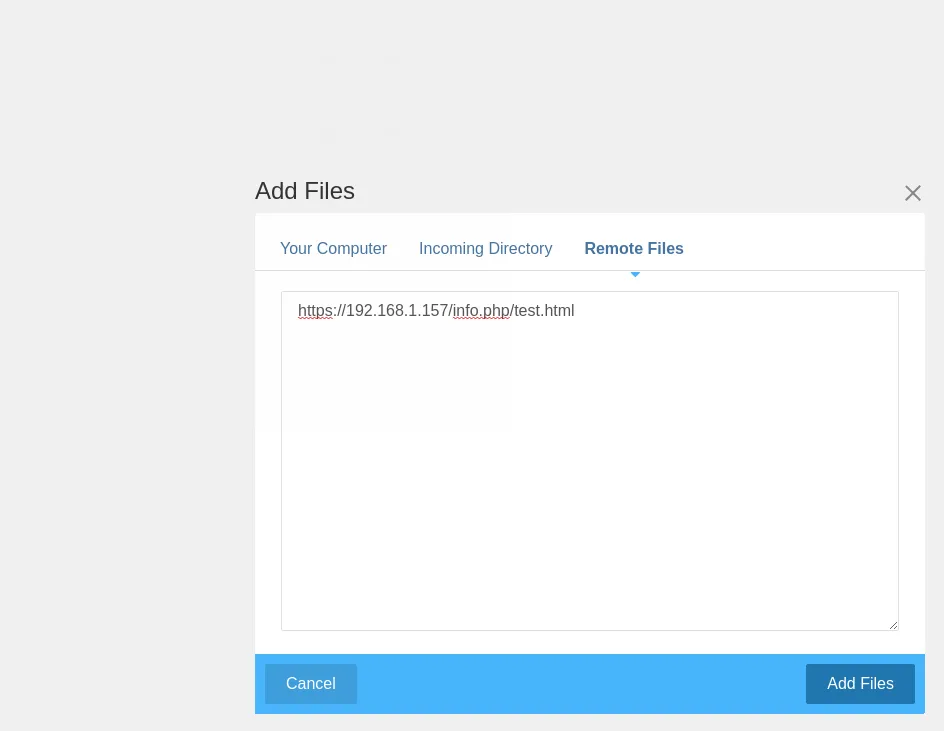 Add Files
Your Computer Incoming Directory Remote Files
https://192.168.1.157/info.php/test.html
Cancel Add Files